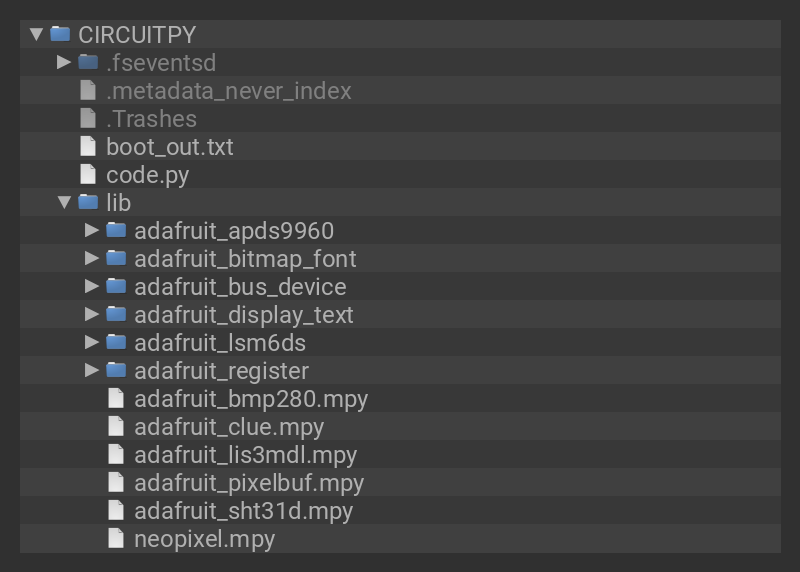 CIRCUITPY
.fseventsd
.metadata_never_index
.Trashes
boot_out.txt
code.py
lib
adafruit_apds9960
adafruit_bitmap_font
adafruit_bus_device
adafruit_display_text
adafruit_lsm6ds
adafruit_register
adafruit_bmp280.mpy
adafruit_clue.mpy
adafruit_lis3mdl.mpy
adafruit_pixelbuf.mpy
adafruit_sht31d.mpy
neopixel.mpy